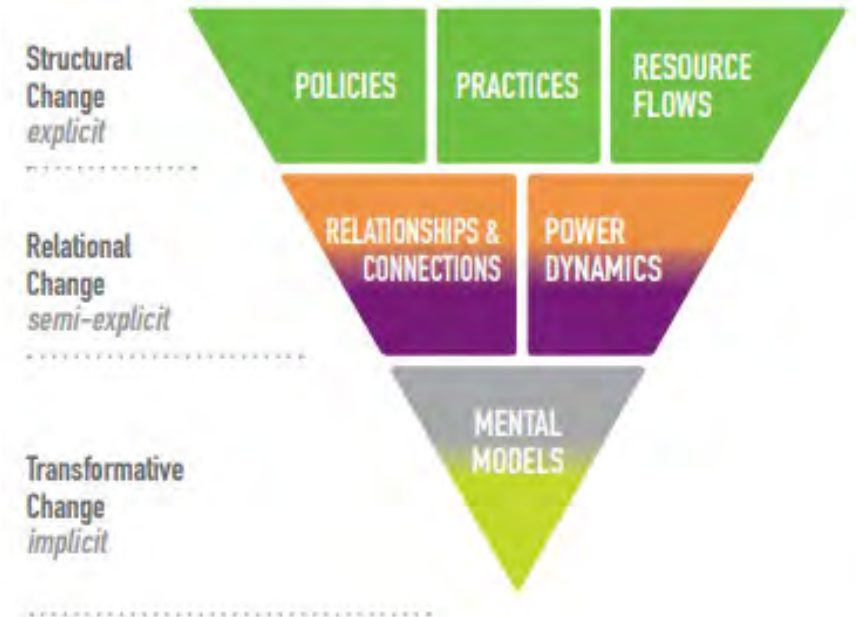 Structural
Change
explicit
POLICIES
PRACTICES
RESOURCE
FLOWS
Relational
Change
semi-explicit
RELATIONSHIPS &
CONNECTIONS
POWER
DYNAMICS
Transformative
Change
implicit
MENTAL
MODELS